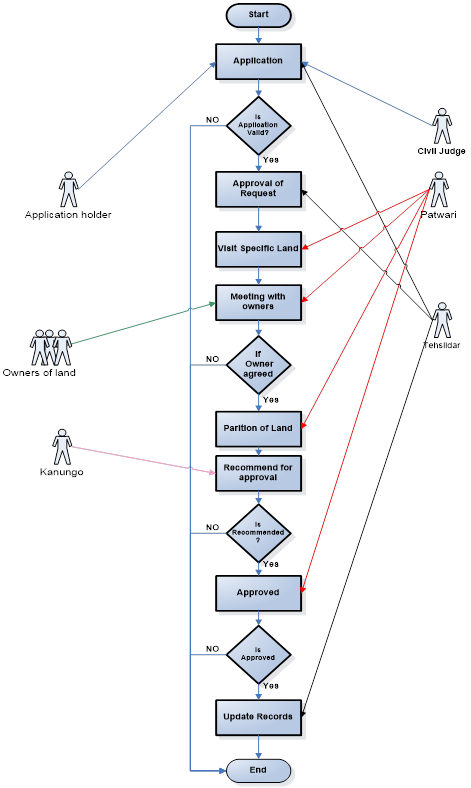 Start
Application
NO
Is
Application
Valid?
Yes
Civil Judge
Application holder
Approval of
Request
Patwari
Visit Specific Land
Meeting with
owners
Owners of land
Tehsildar
NO
If
Owner
agreed
Yes
Parition of Land
Kanungo
Recommend for
approval
NO
Is
Recommended
?
Yes
Approved
NO
Is
Approved
Yes
Update Records
End